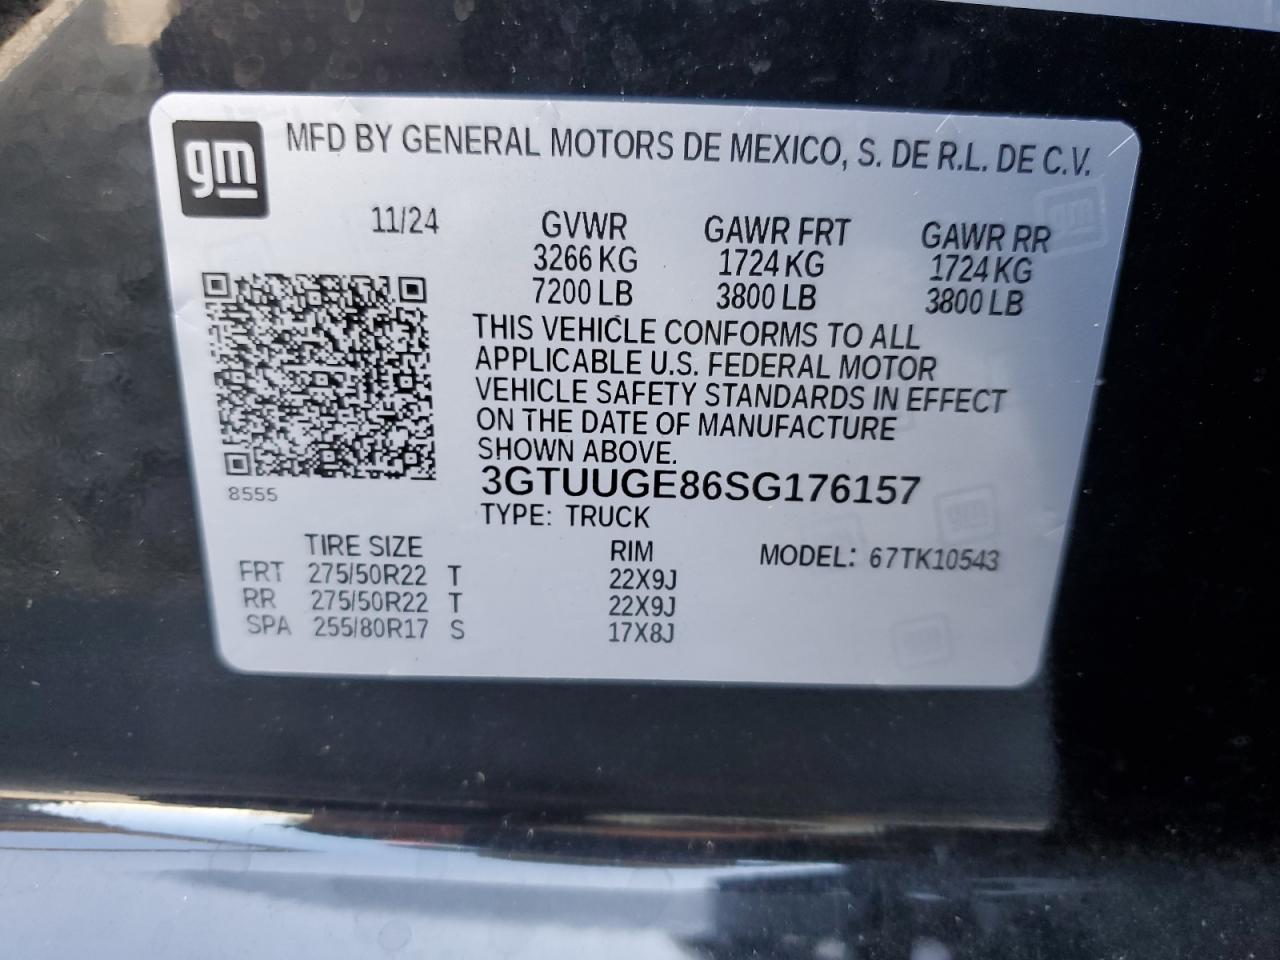 gm
MFD BY GENERAL MOTORS DE MEXICO, S. DE R.L. DE C.V.
11/24 GVWR GAWR FRT GAWR RR
3266 KG 1724 KG 1724 KG
7200 LB 3800 LB 3800 LB
THIS VEHICLE CONFORMS TO ALL
APPLICABLE U.S. FEDERAL MOTOR
VEHICLE SAFETY STANDARDS IN EFFECT
ON THE DATE OF MANUFACTURE
SHOWN ABOVE.
3GTUUGE86SG176157
8555
TYPE: TRUCK
TIRE SIZE RIM MODEL: 67TK10543
FRT 275/50R22 T 22X9J
RR 275/50R22 T 22X9J
SPA 255/80R17 S 17X8J